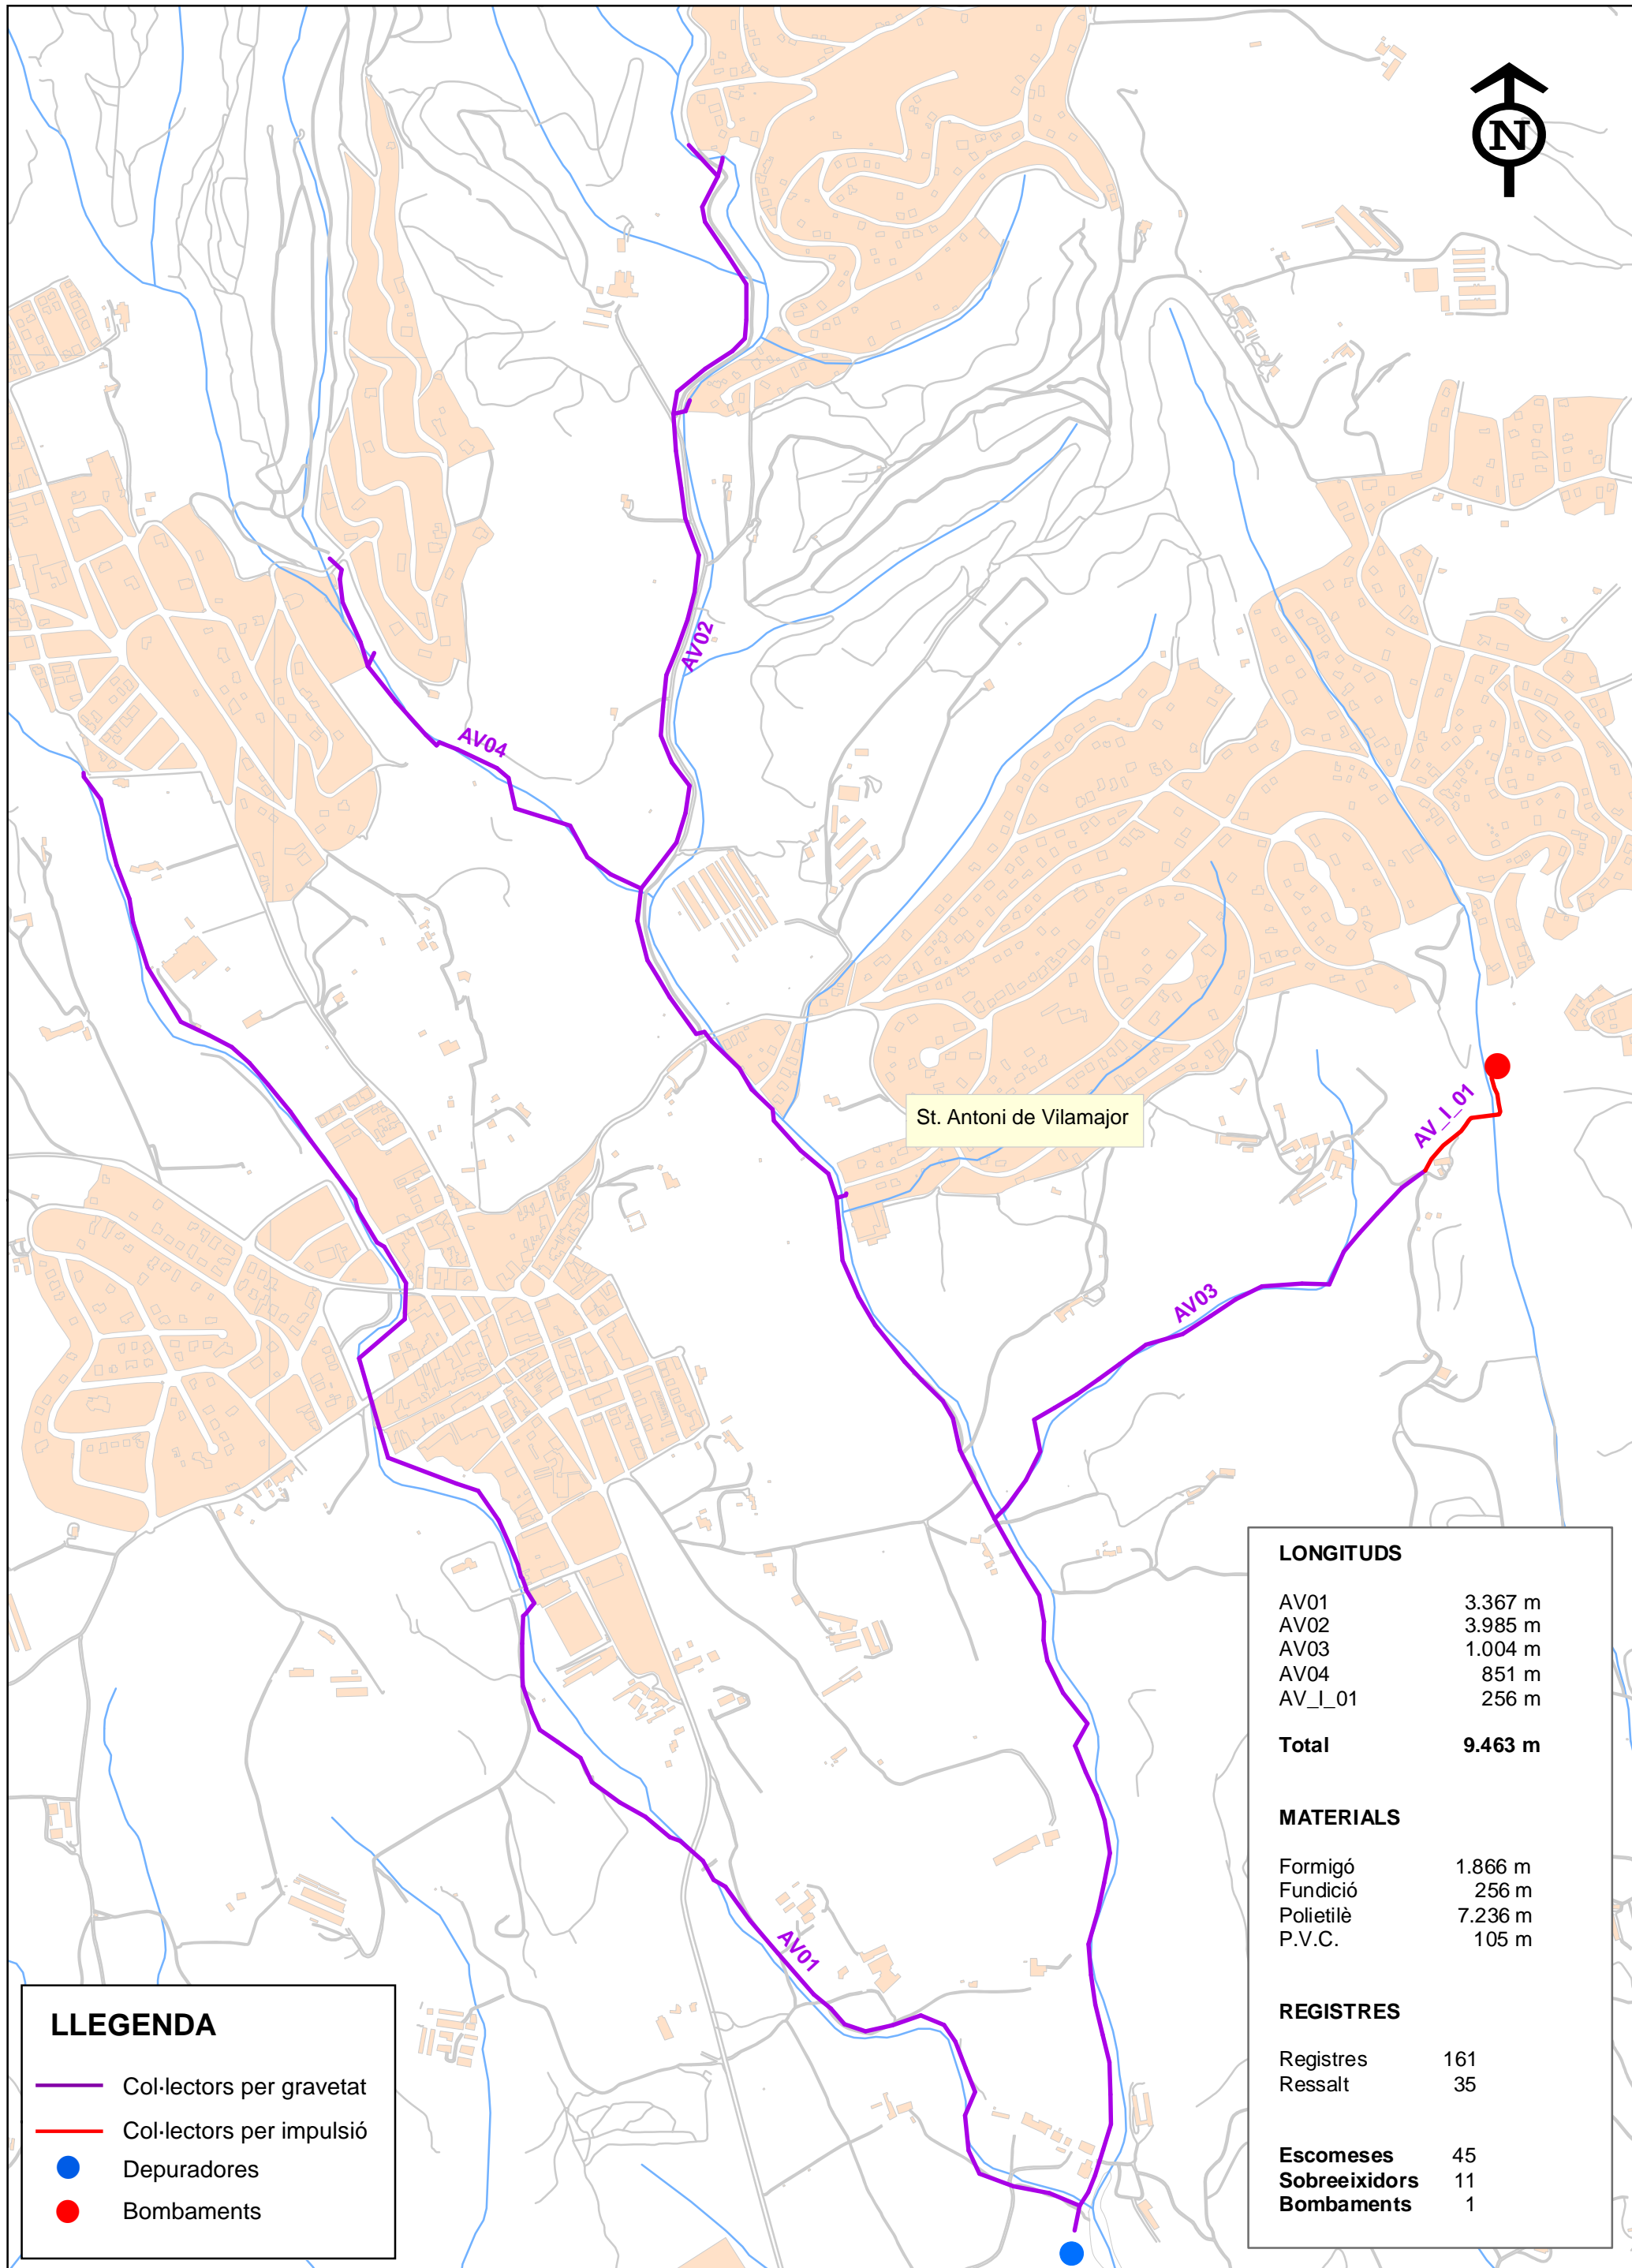 N
AV02
AV04
St. Antoni de Vilamajor
AV_I_01
AV03
AV01
LONGITUDS
AV01 3.367 m
AV02 3.985 m
AV03 1.004 m
AV04 851 m
AV_I_01 256 m
Total 9.463 m
MATERIALS
Formigó 1.866 m
Fundició 256 m
Polietilè 7.236 m
P.V.C. 105 m
REGISTRES
Registres 161
Ressalt 35
Escomeses 45
Sobreeixidors 11
Bombaments 1
LLEGENDA
Col·lectors per gravetat
Col·lectors per impulsió
Depuradores
Bombaments